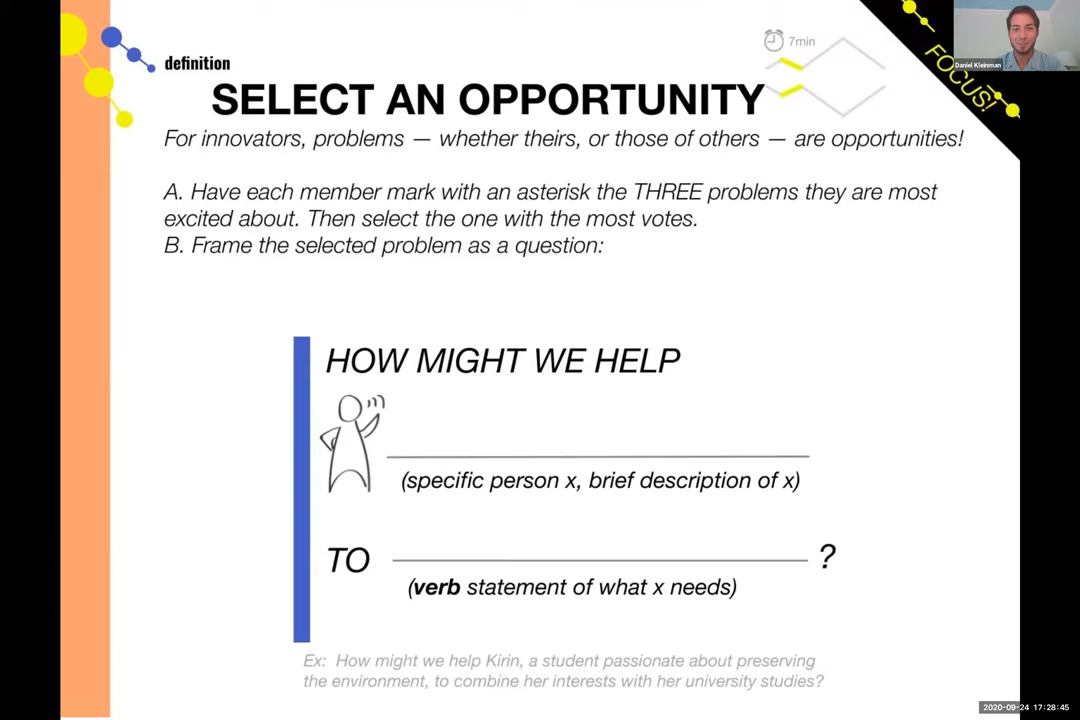 definition
7min
SELECT AN OPPORTUNITY
FOCUS!
Daniel Kleinman
For innovators, problems — whether theirs, or those of others — are opportunities!
A. Have each member mark with an asterisk the THREE problems they are most
excited about. Then select the one with the most votes.
B. Frame the selected problem as a question:
HOW MIGHT WE HELP
(specific person x, brief description of x)
TO ?
(verb statement of what x needs)
Ex: How might we help Kirin, a student passionate about preserving
the environment, to combine her interests with her university studies?
2020-09-24 17:28:45